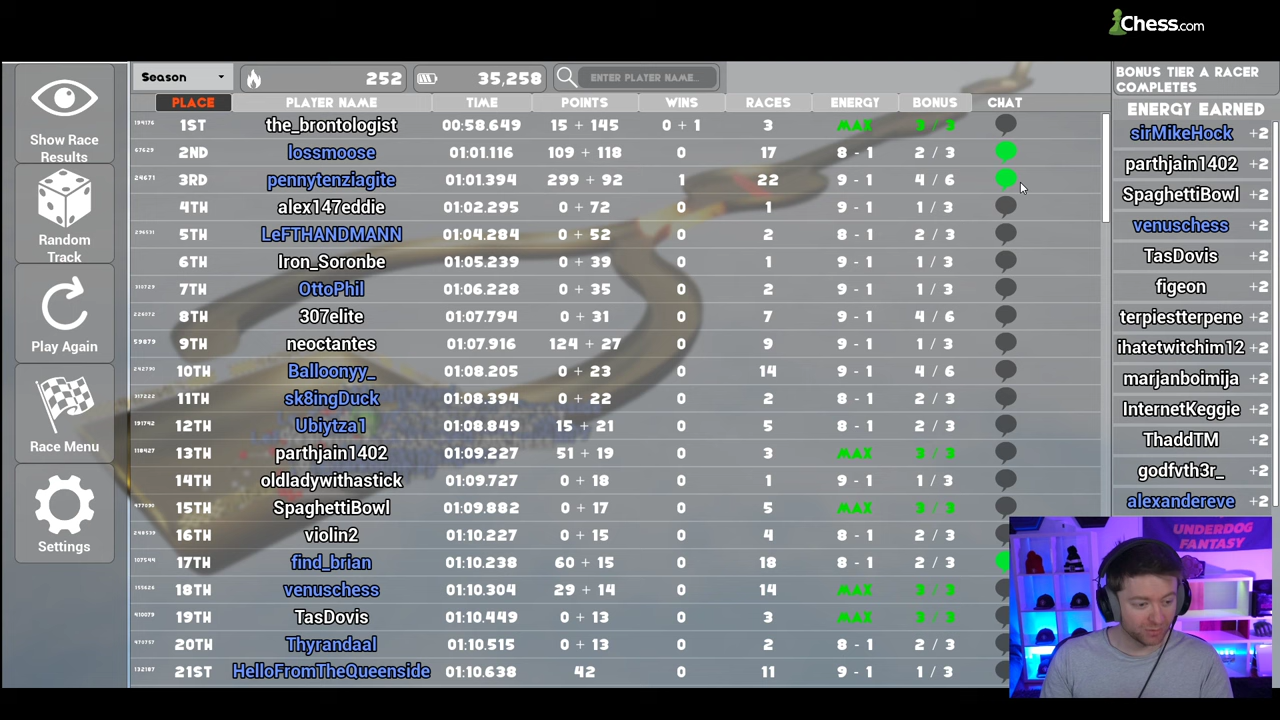 Chess.com
Season 252 35,258 ENTER PLAYER NAME..
BONUS TIER A RACER
COMPLETES
ENERGY EARNED
Show Race
Results
Random
Track
Play Again
Race Menu
Settings
PLACE PLAYER NAME TIME POINTS WINS RACES ENERGY BONUS CHAT
1ST the_brontologist 00:58.649 15 + 145 0 + 1 3 MAX 3 / 3
2ND lossmoose 01:01.116 109 + 118 0 17 8 - 1 2 / 3
3RD pennytenziagite 01:01.394 299 + 92 1 22 9 - 1 4 / 6
4TH alex147eddie 01:02.295 0 + 72 0 1 9 - 1 1 / 3
5TH LeFTHANDMANN 01:04.284 0 + 52 0 2 8 - 1 2 / 3
6TH Iron_Soronbe 01:05.239 0 + 39 0 1 9 - 1 1 / 3
7TH OttoPhil 01:06.228 0 + 35 0 2 9 - 1 1 / 3
8TH 307elite 01:07.794 0 + 31 0 7 9 - 1 4 / 6
9TH neoctantes 01:07.916 124 + 27 0 9 9 - 1 1 / 3
10TH Balloonyy_ 01:08.205 0 + 23 0 14 9 - 1 4 / 6
11TH sk8ingDuck 01:08.394 0 + 22 0 2 8 - 1 2 / 3
12TH Ubiytza1 01:08.849 15 + 21 0 5 8 - 1 2 / 3
13TH parthjain1402 01:09.227 51 + 19 0 3 MAX 3 / 3
14TH oldladywithastick 01:09.727 0 + 18 0 1 9 - 1 1 / 3
15TH SpaghettiBowl 01:09.882 0 + 17 0 5 MAX 3 / 3
16TH violin2 01:10.227 0 + 15 0 4 8 - 1 2 / 3
17TH find_brian 01:10.238 60 + 15 0 18 8 - 1 2 / 3
18TH venuschess 01:10.304 29 + 14 0 14 MAX 3 / 3
19TH TasDovis 01:10.449 0 + 13 0 3 MAX 3 / 3
20TH Thyrandaal 01:10.515 0 + 13 0 2 8 - 1 2 / 3
21ST HelloFromTheQueenside 01:10.638 42 0 11 9 - 1 1 / 3
sirMikeHock +2
parthjain1402 +2
SpaghettiBowl +2
venuschess +2
TasDovis +2
figeon +2
terpiestterpene +2
ihatetwitchim12 +2
marjanboimija +2
InternetKeggie +2
ThaddTM +2
godfvth3r_ +2
alexandereve +2
UNDERDOG
FANTASY